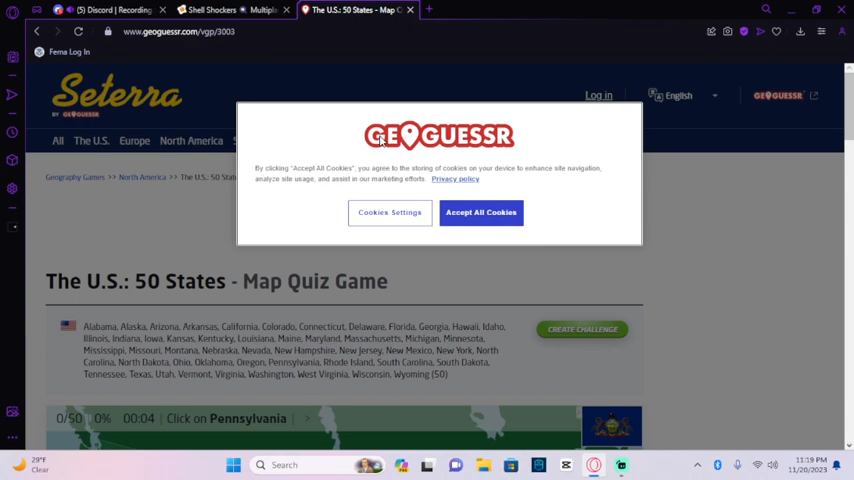 (5) Discord | Recording
Shell Shockers Multiplay
The U.S.: 50 States - Map Qu
www.geoguessr.com/vgp/3003
Fema Log In
Seterra
BY GEOGUESSR
Log in
English
GEOGUESSR
All The U.S. Europe North America S
Geography Games >> North America >> The U.S.: 50 Stat
GEOGUESSR
By clicking "Accept All Cookies", you agree to the storing of cookies on your device to enhance site navigation,
analyze site usage, and assist in our marketing efforts. Privacy policy
Cookies Settings
Accept All Cookies
The U.S.: 50 States - Map Quiz Game
Alabama, Alaska, Arizona, Arkansas, California, Colorado, Connecticut, Delaware, Florida, Georgia, Hawaii, Idaho,
Illinois, Indiana, Iowa, Kansas, Kentucky, Louisiana, Maine, Maryland, Massachusetts, Michigan, Minnesota,
Mississippi, Missouri, Montana, Nebraska, Nevada, New Hampshire, New Jersey, New Mexico, New York, North
Carolina, North Dakota, Ohio, Oklahoma, Oregon, Pennsylvania, Rhode Island, South Carolina, South Dakota,
Tennessee, Texas, Utah, Vermont, Virginia, Washington, West Virginia, Wisconsin, Wyoming (50)
CREATE CHALLENGE
0/50 0% 00:04 | Click on Pennsylvania >
29°F
Clear
Search
11:19 PM
11/20/2023